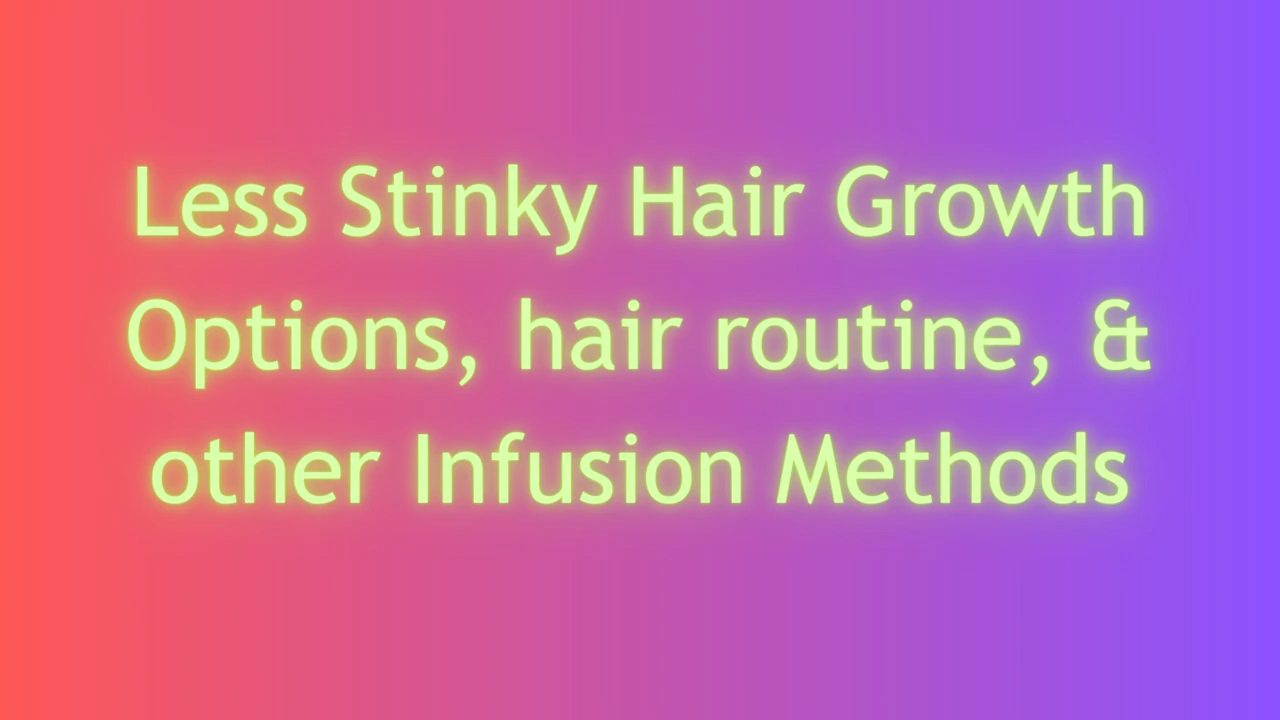 Less Stinky Hair Growth
Options, hair routine, &
other Infusion Methods